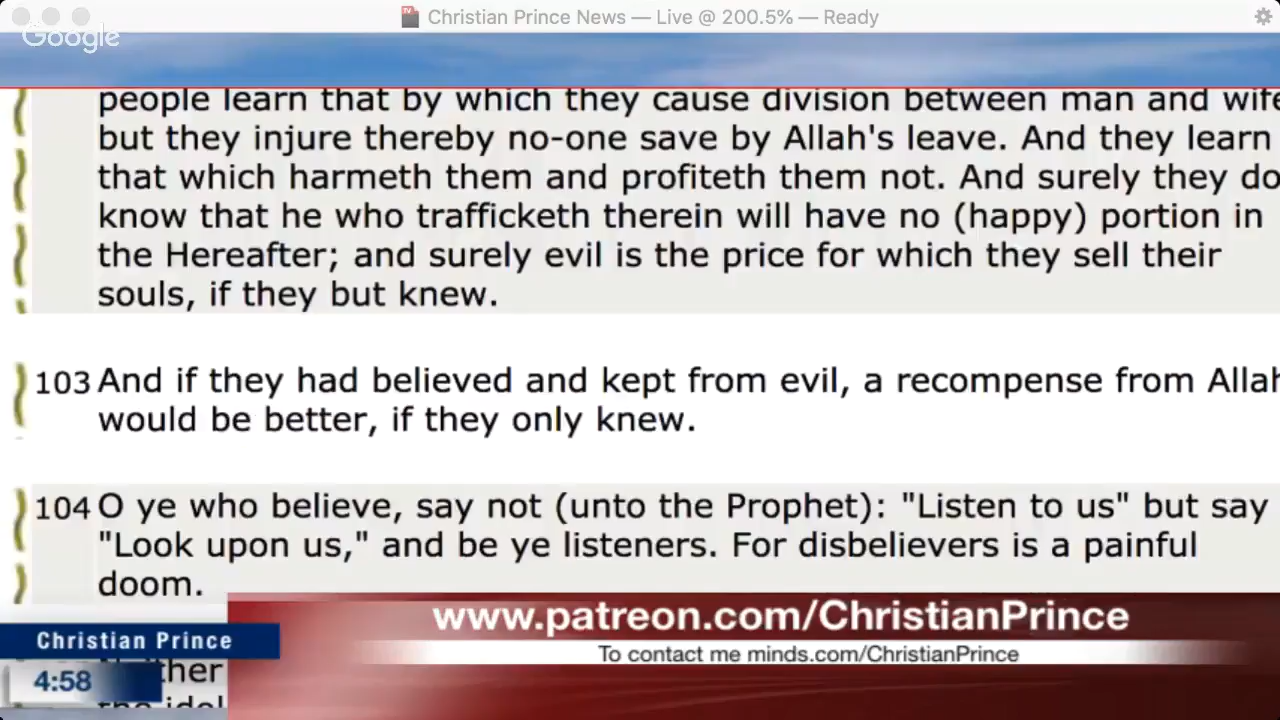 Christian Prince News — Live @ 200.5% — Ready
Google
people learn that by which they cause division between man and wife
but they injure thereby no-one save by Allah's leave. And they learn
that which harmeth them and profiteth them not. And surely they do
know that he who trafficketh therein will have no (happy) portion in
the Hereafter; and surely evil is the price for which they sell their
souls, if they but knew.
103 And if they had believed and kept from evil, a recompense from Allah
would be better, if they only knew.
104 O ye who believe, say not (unto the Prophet): "Listen to us" but say
"Look upon us," and be ye listeners. For disbelievers is a painful
doom.
www.patreon.com/ChristianPrince
Christian Prince
To contact me minds.com/ChristianPrince
4:58